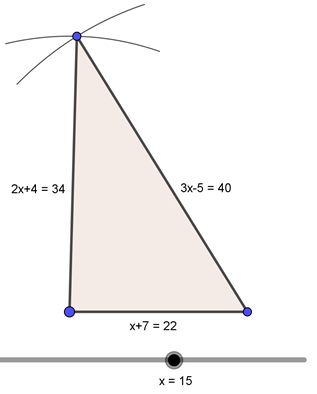 2x+4 = 34
3x-5 = 40
x+7 = 22
x = 15